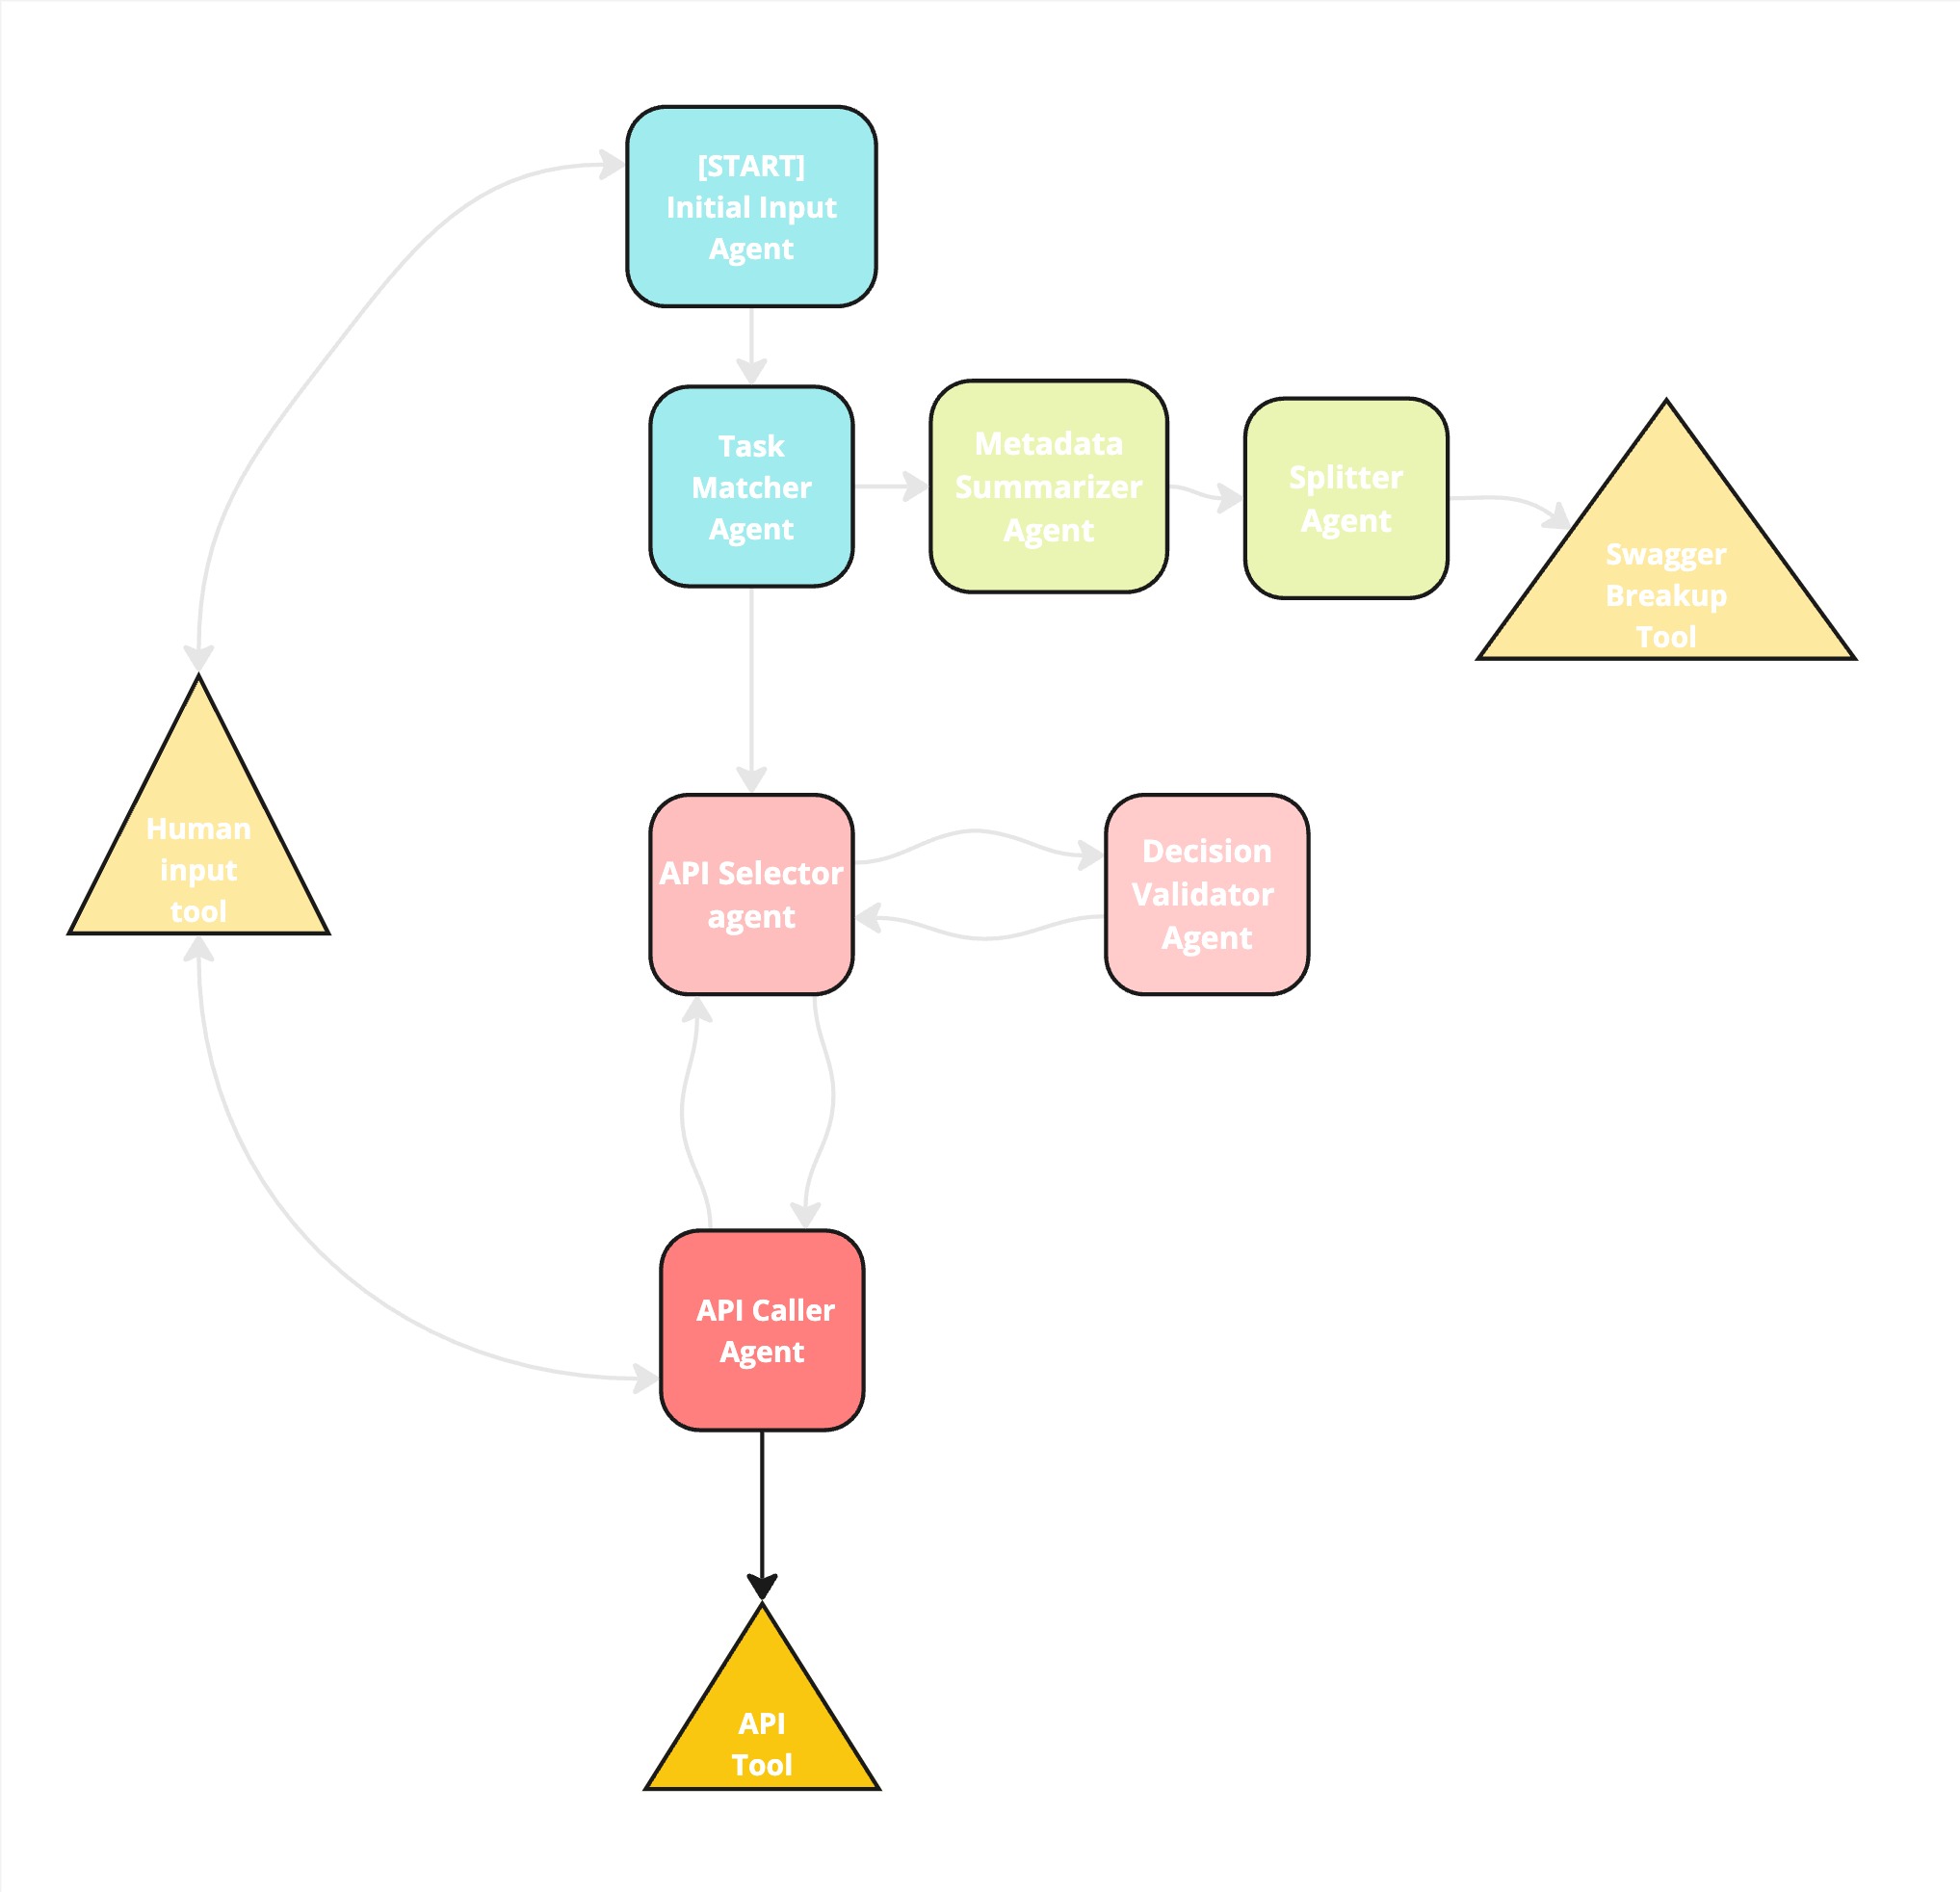 [START]
Initial Input
Agent
Task
Matcher
Agent
Metadata
Summarizer
Agent
Splitter
Agent
Swagger
Breakup
Tool
Human
input
tool
API Selector
agent
Decision
Validator
Agent
API Caller
Agent
API
Tool